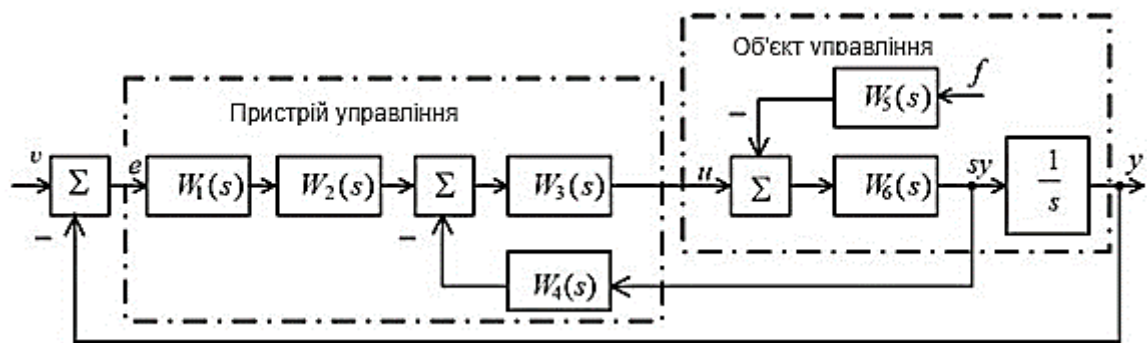 Об'єкт управління
Пристрій управління
f
W₅(s)
−
υ
Σ
e
W₁(s)
W₂(s)
Σ
W₃(s)
u
Σ
W₆(s)
sy
1
s
y
−
−
W₄(s)